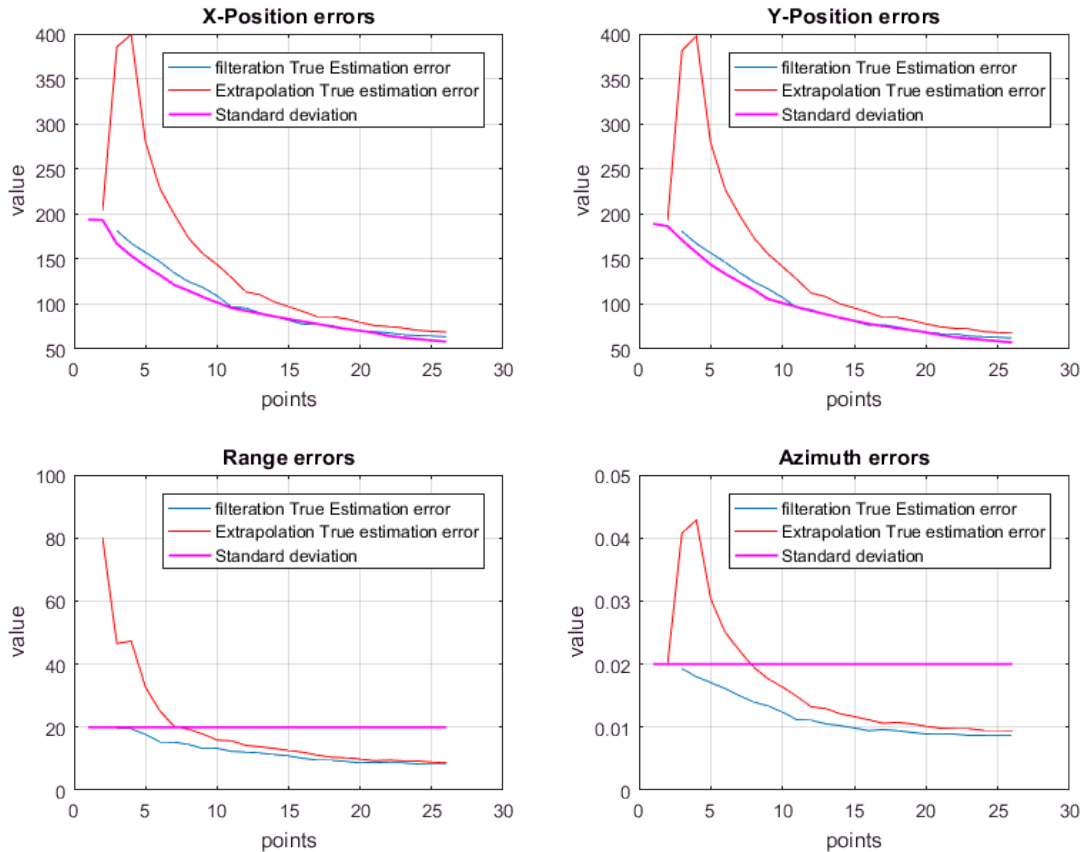 X-Position errors
400
350
300
250
200
150
100
50
value
filteration True Estimation error
Extrapolation True estimation error
Standard deviation
0
5
10
15
20
25
30
points
Y-Position errors
400
350
300
250
200
150
100
50
value
filteration True Estimation error
Extrapolation True estimation error
Standard deviation
0
5
10
15
20
25
30
points
Range errors
100
80
60
40
20
0
value
filteration True Estimation error
Extrapolation True estimation error
Standard deviation
0
5
10
15
20
25
30
points
Azimuth errors
0.05
0.04
0.03
0.02
0.01
0
value
filteration True Estimation error
Extrapolation True estimation error
Standard deviation
0
5
10
15
20
25
30
points